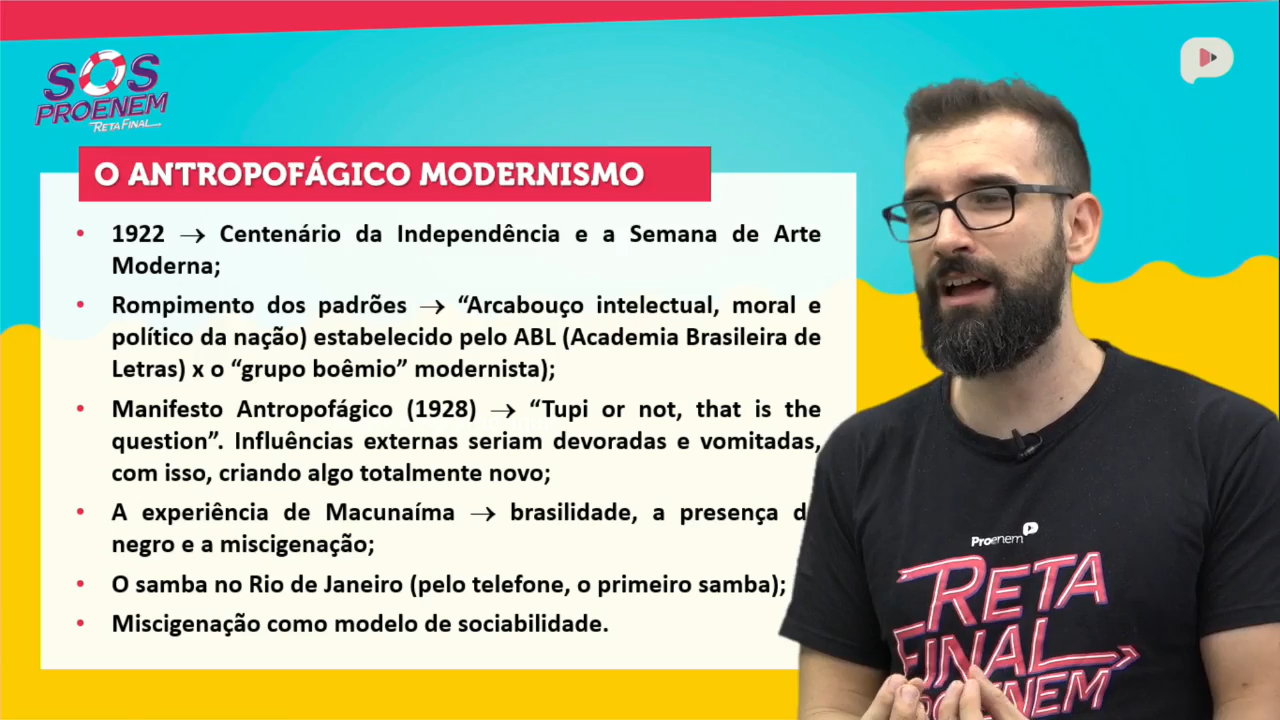 SOS
PROENEM
RETA FINAL
O ANTROPOFÁGICO MODERNISMO
• 1922 → Centenário da Independência e a Semana de Arte
Moderna;
• Rompimento dos padrões → “Arcabouço intelectual, moral e
político da nação) estabelecido pelo ABL (Academia Brasileira de
Letras) x o “grupo boêmio” modernista);
• Manifesto Antropofágico (1928) → “Tupi or not, that is the
question”. Influências externas seriam devoradas e vomitadas,
com isso, criando algo totalmente novo;
• A experiência de Macunaíma → brasilidade, a presença d
negro e a miscigenação;
• O samba no Rio de Janeiro (pelo telefone, o primeiro samba);
• Miscigenação como modelo de sociabilidade.
Proenem
RETA
FINAL
PROENEM